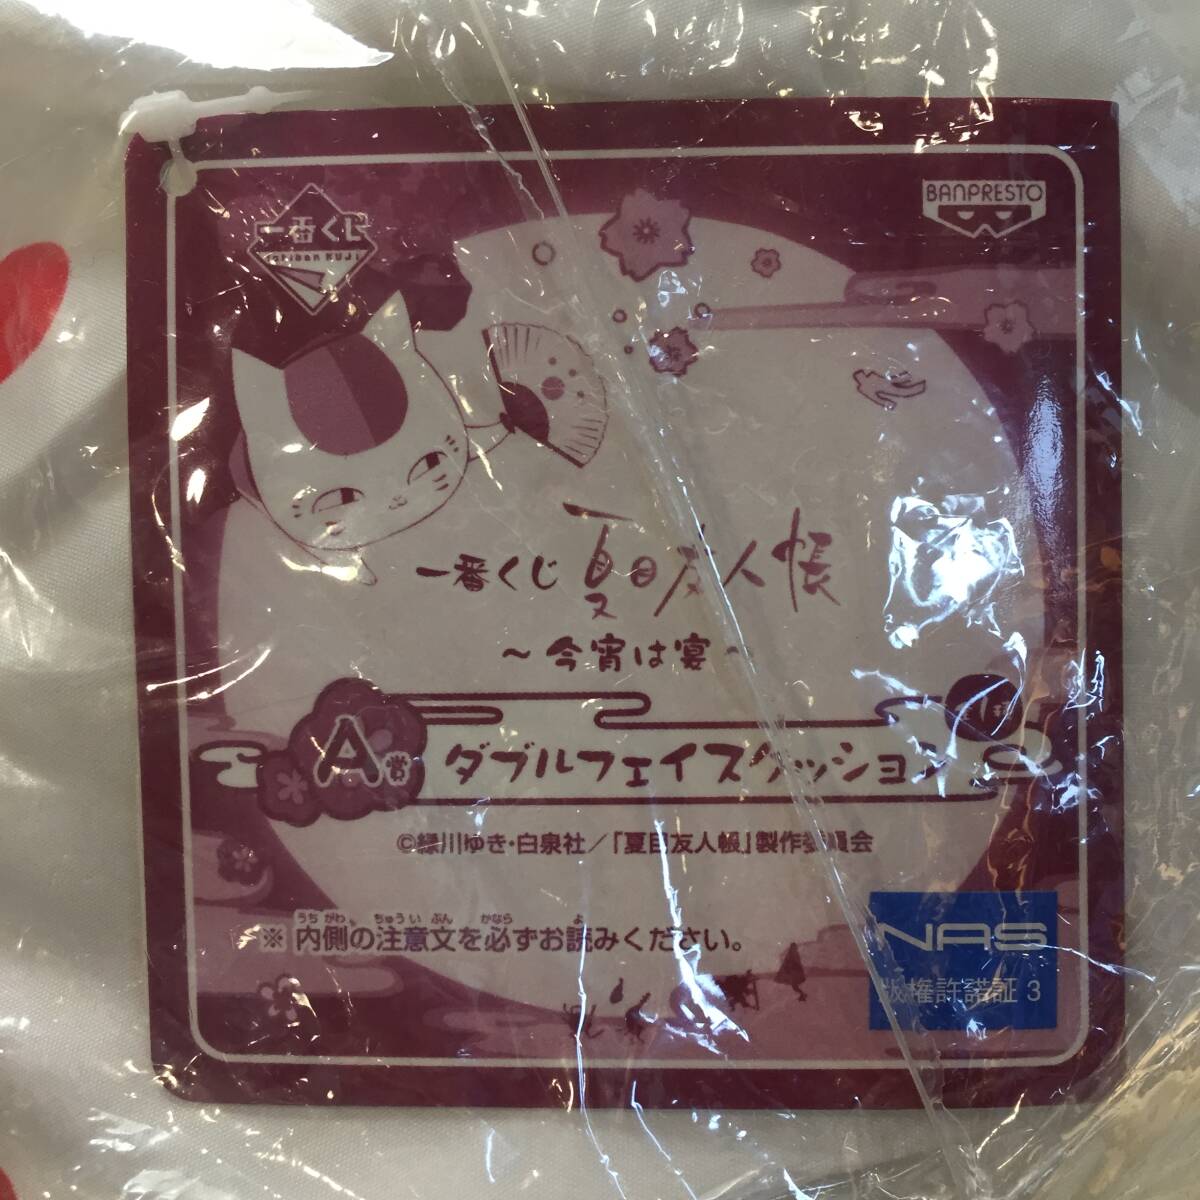 一番くじ
Ichiban KUJI
BANPRESTO
一番くじ 夏目友人帳
～今宵は宴～
全1種
A賞 ダブルフェイスクッション
©緑川ゆき・白泉社／「夏目友人帳」製作委員会
※内側の注意文を必ずお読みください。
NAS
版権許諾証 3